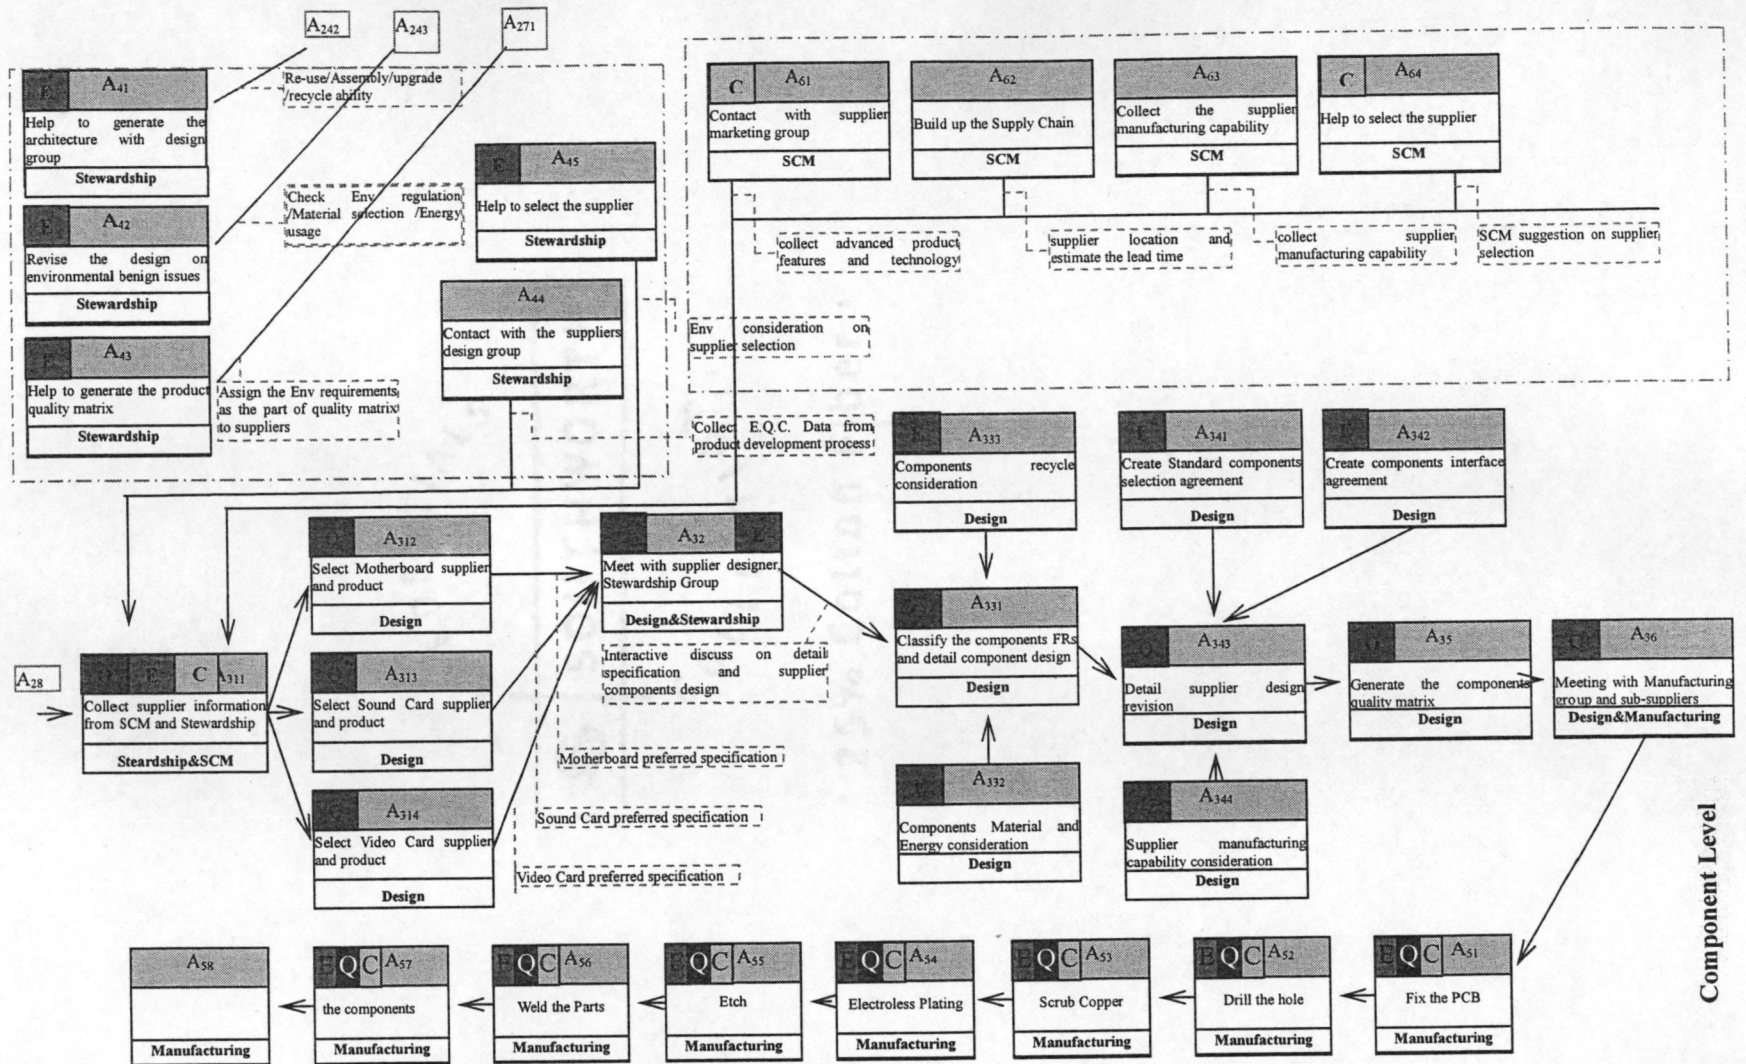 A242
A243
A271
E A41
Help to generate the
architecture with design
group
Stewardship
Re-use/Assembly/upgrade
/recycle ability
E A42
Revise the design on
environmental benign issues
Stewardship
Check Env regulation
/Material selection /Energy
usage
E A43
Help to generate the product
quality matrix
Stewardship
Assign the Env requirements
as the part of quality matrix
to suppliers
E A45
Help to select the supplier
Stewardship
A44
Contact with the suppliers
design group
Stewardship
C A61
Contact with supplier
marketing group
SCM
A62
Build up the Supply Chain
SCM
A63
Collect the supplier
manufacturing capability
SCM
C A64
Help to select the supplier
SCM
collect advanced product
features and technology
supplier location and
estimate the lead time
collect supplier
manufacturing capability
SCM suggestion on supplier
selection
Env consideration on
supplier selection
Collect E.Q.C. Data from
product development process
A28
E C A311
Collect supplier information
from SCM and Stewardship
Steardship&SCM
Q A312
Select Motherboard supplier
and product
Design
A313
Select Sound Card supplier
and product
Design
A314
Select Video Card supplier
and product
Design
A32 E
Meet with supplier designer,
Stewardship Group
Design&Stewardship
Interactive discuss on detail
specification and supplier
components design
Motherboard preferred specification
Sound Card preferred specification
Video Card preferred specification
E A333
Components recycle
consideration
Design
A331
Classify the components FRs
and detail component design
Design
A332
Components Material and
Energy consideration
Design
E A341
Create Standard components
selection agreement
Design
E A342
Create components interface
agreement
Design
Q A343
Detail supplier design
revision
Design
A344
Supplier manufacturing
capability consideration
Design
A35
Generate the components
quality matrix
Design
A36
Meeting with Manufacturing
group and sub-suppliers
Design&Manufacturing
Component Level
A58
Manufacturing
E Q C A57
the components
Manufacturing
E Q C A56
Weld the Parts
Manufacturing
E Q C A55
Etch
Manufacturing
E Q C A54
Electroless Plating
Manufacturing
E Q C A53
Scrub Copper
Manufacturing
E Q C A52
Drill the hole
Manufacturing
E Q C A51
Fix the PCB
Manufacturing